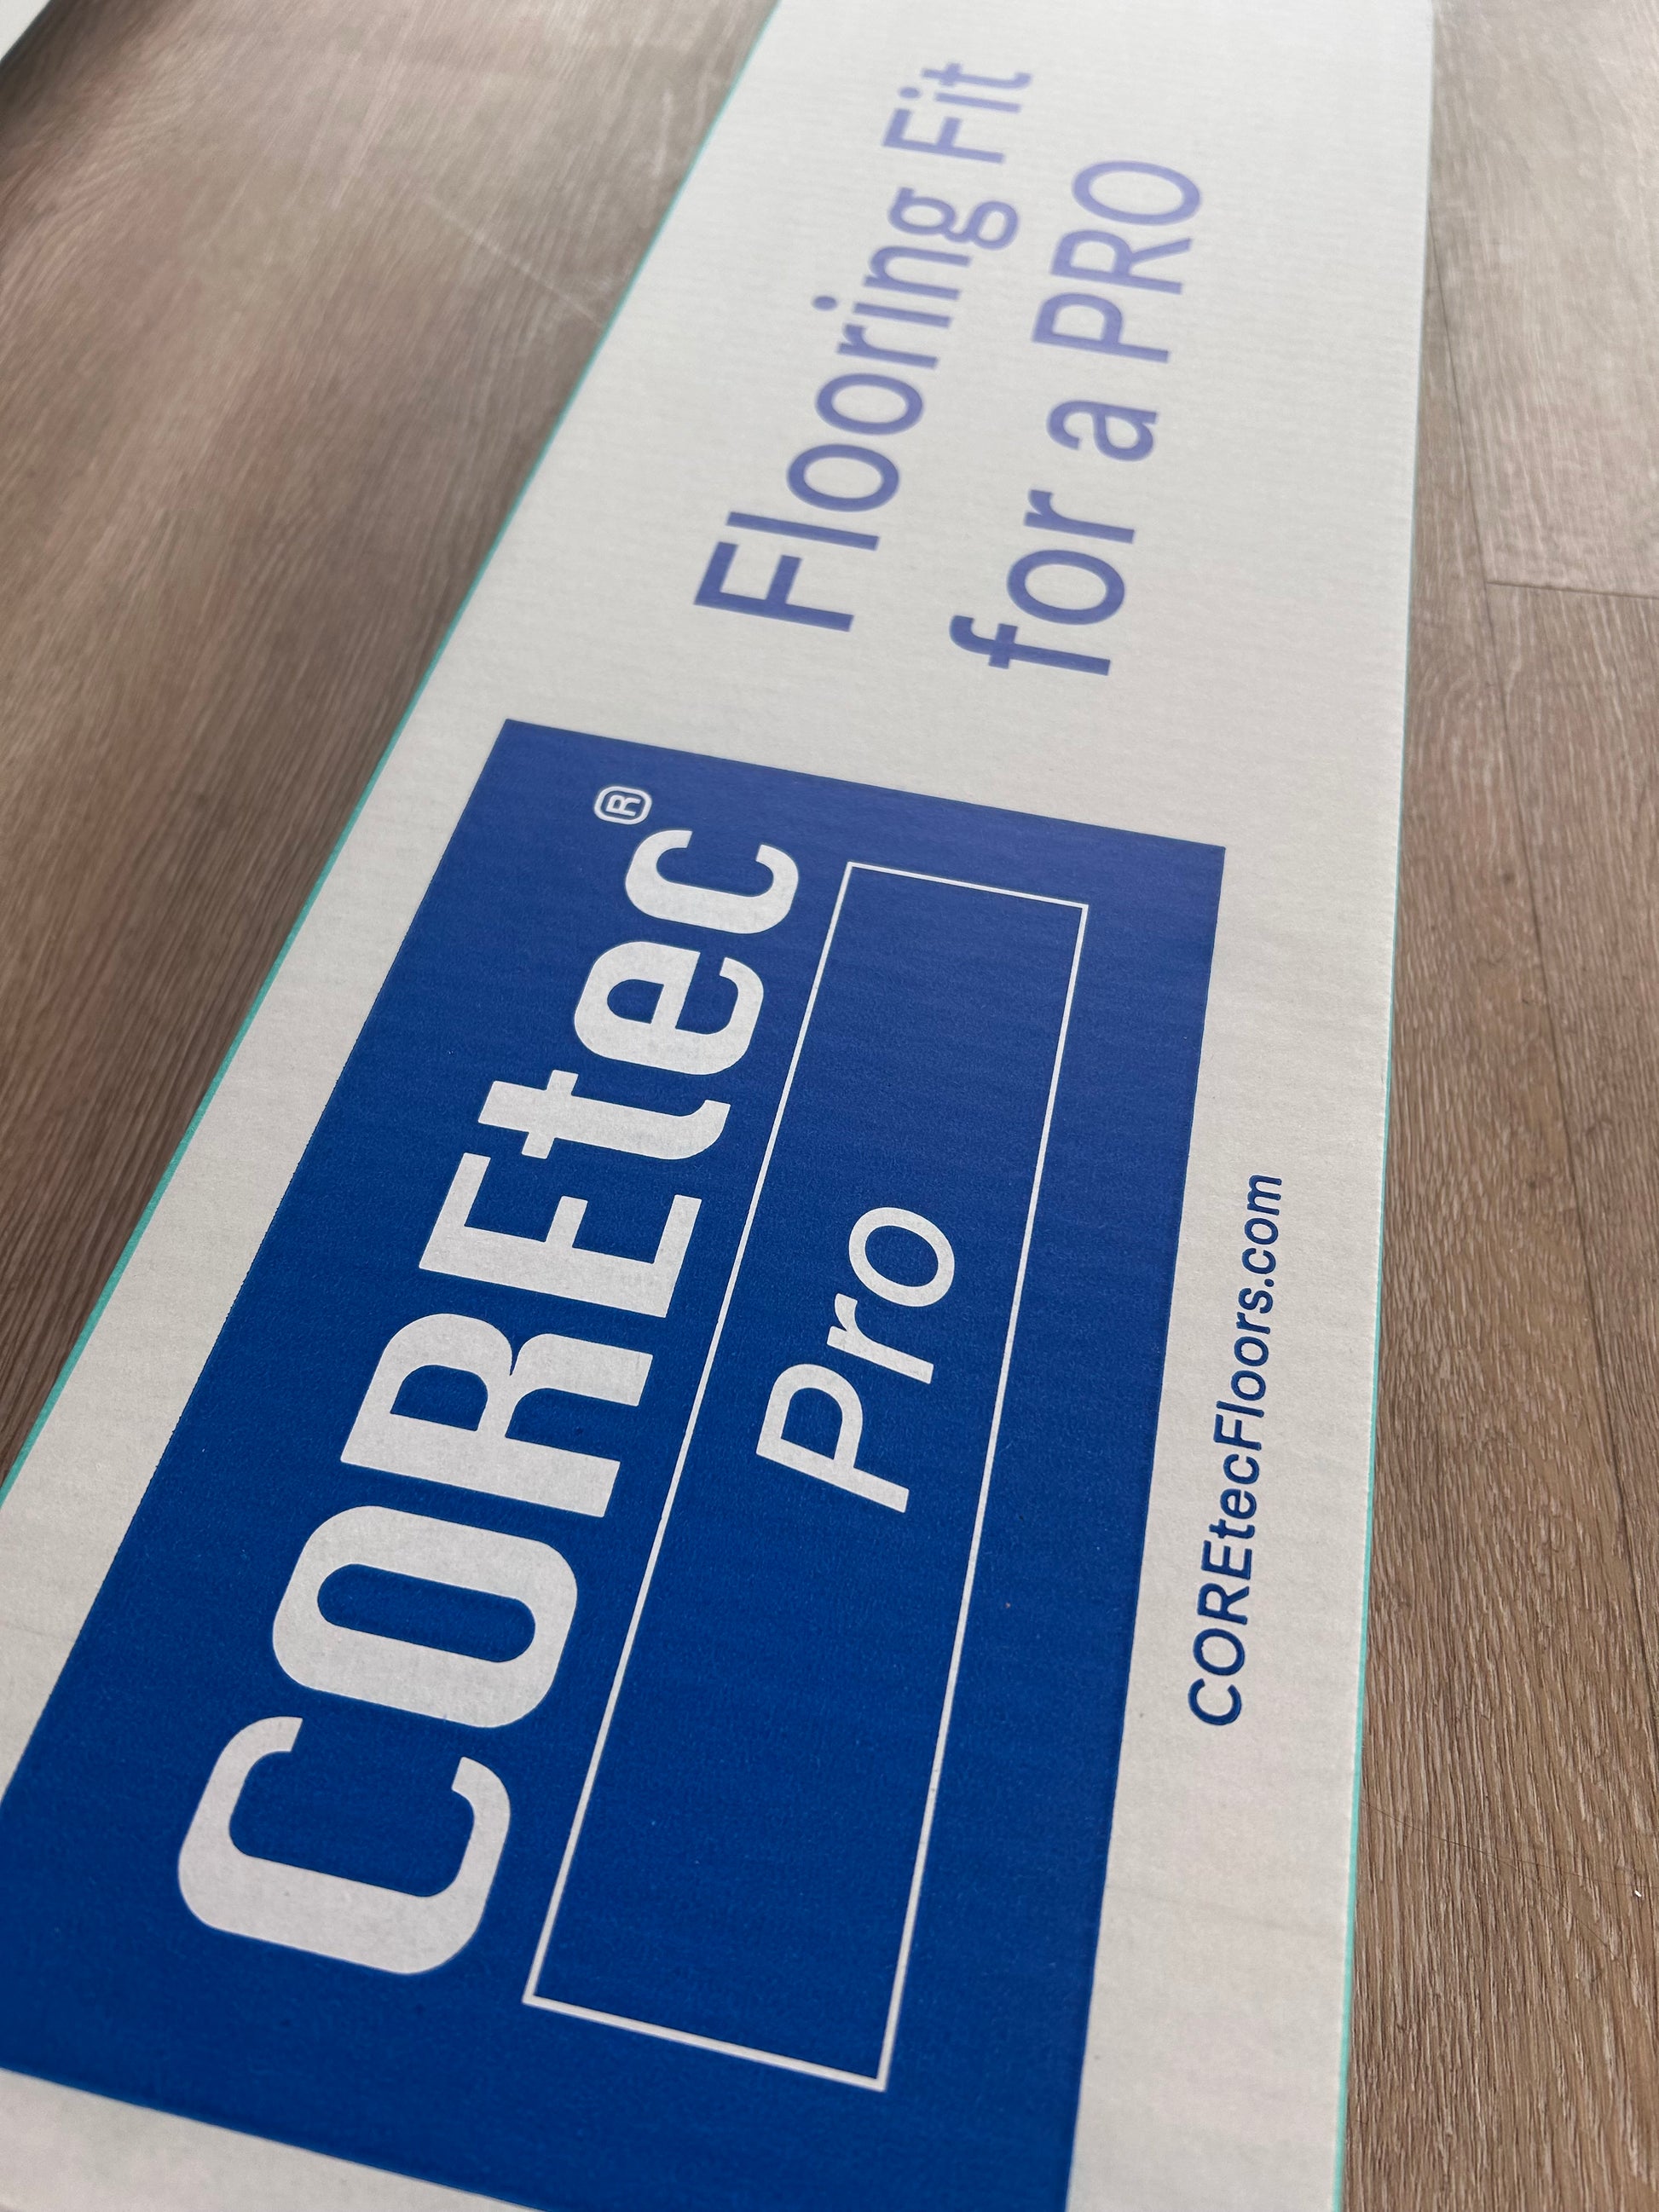 COREtec®
Pro
COREtecFloors.com
Flooring Fit
for a PRO